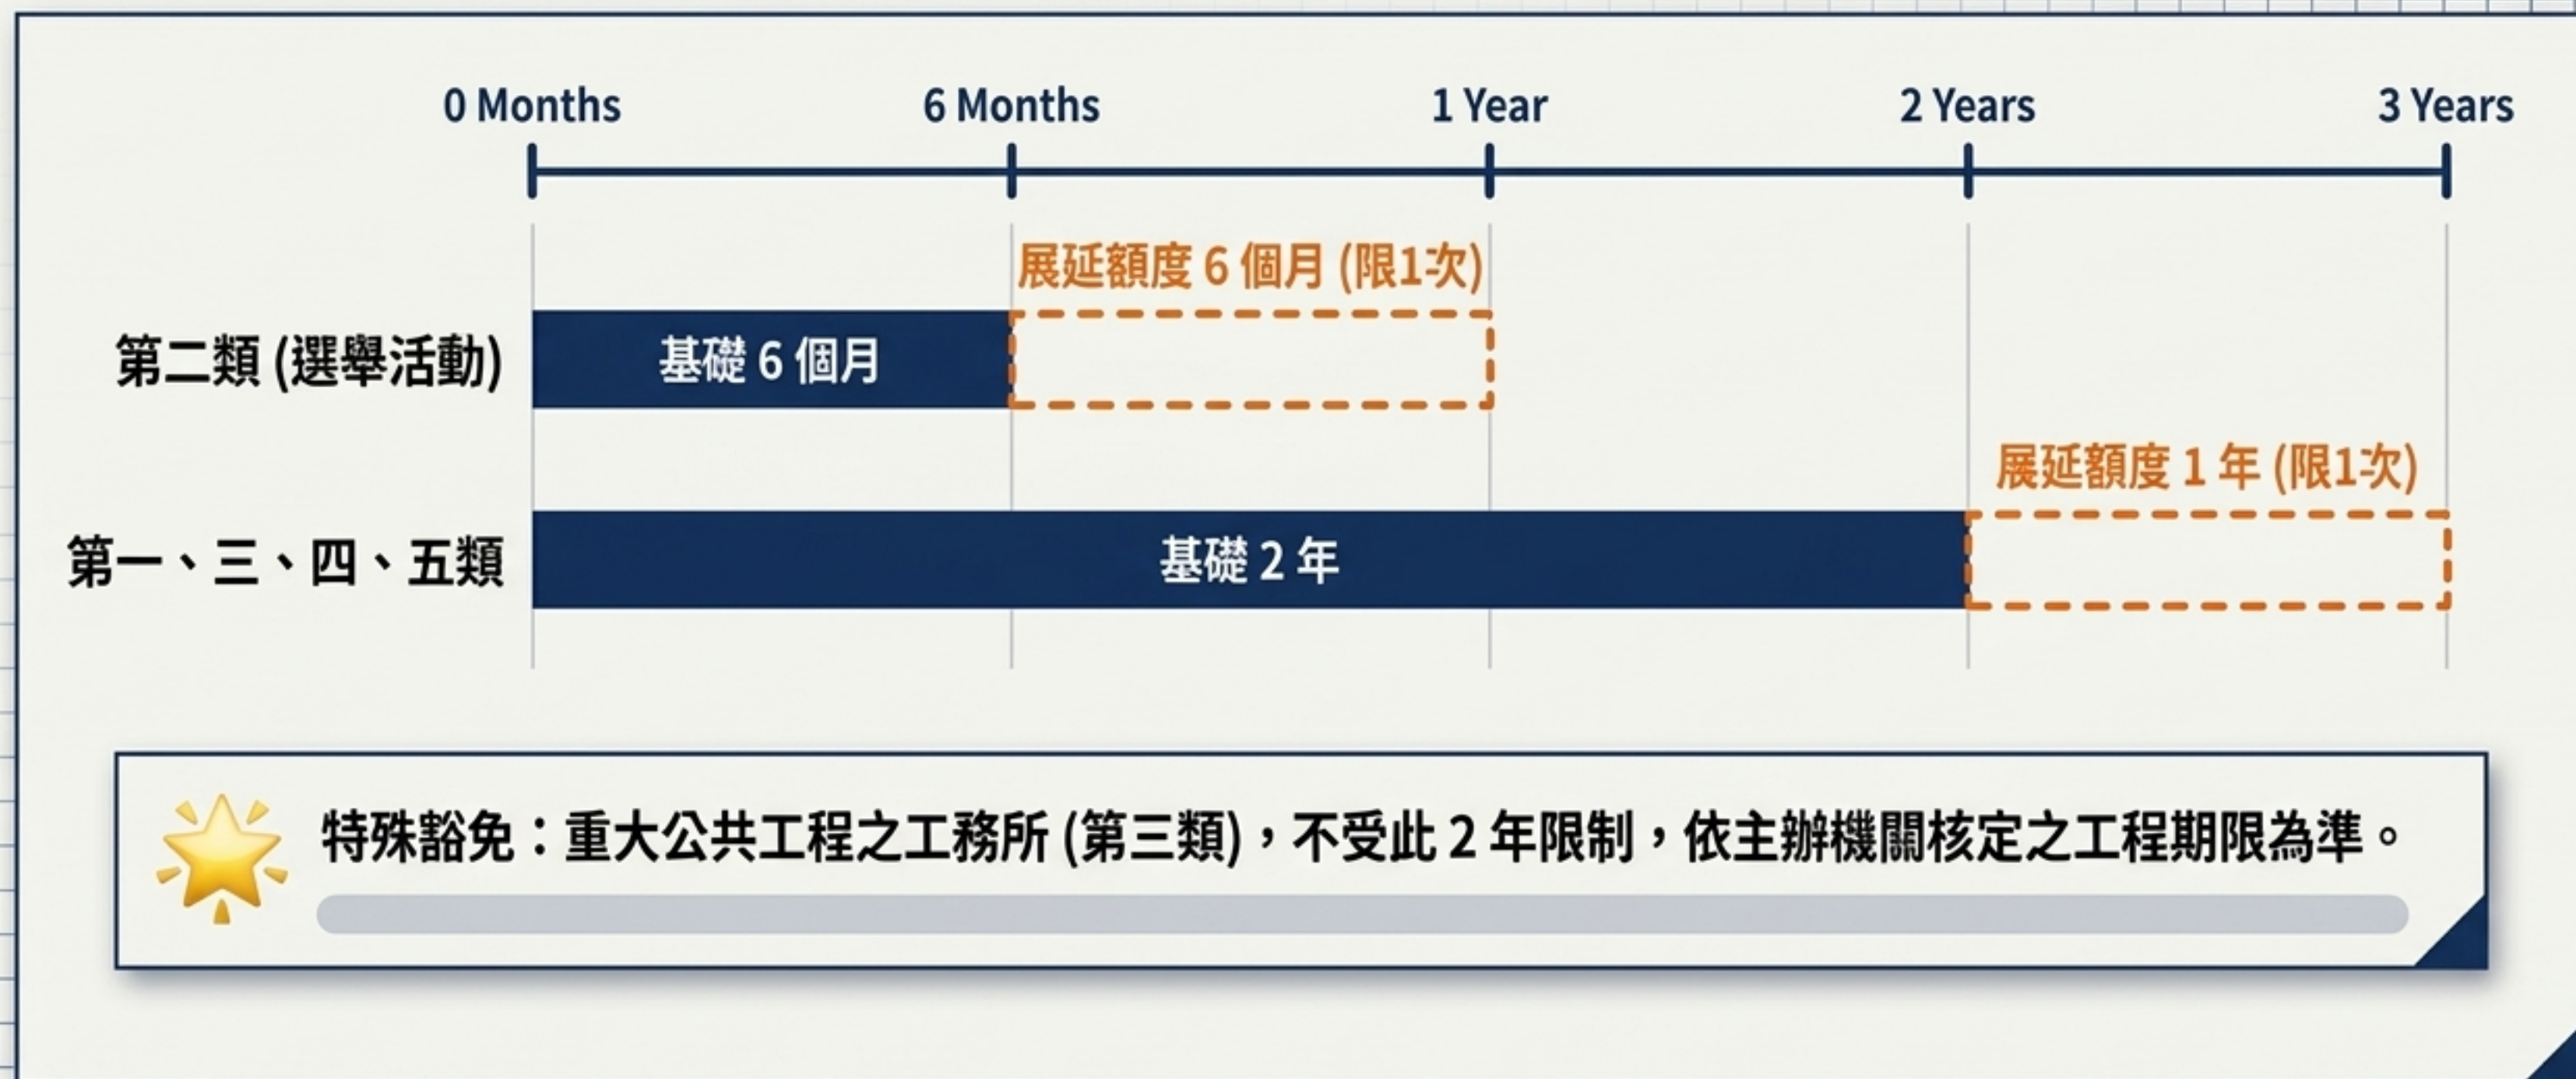 0 Months 6 Months 1 Year 2 Years 3 Years
展延額度 6 個月 (限1次)
第二類 (選舉活動) 基礎 6 個月
展延額度 1 年 (限1次)
第一、三、四、五類 基礎 2 年
特殊豁免：重大公共工程之工務所 (第三類)，不受此 2 年限制，依主辦機關核定之工程期限為準。